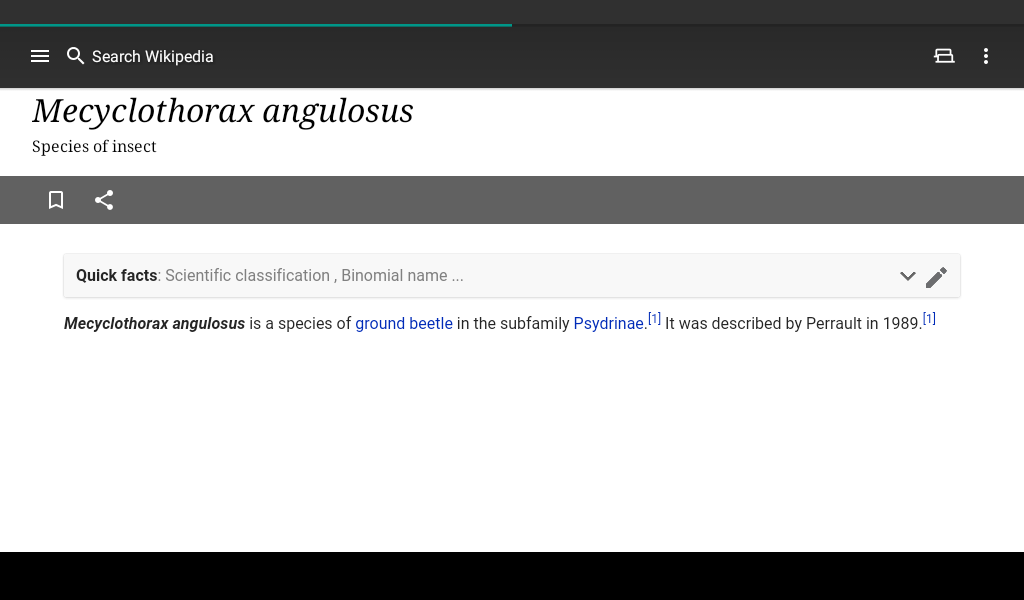 Search Wikipedia
Mecyclothorax angulosus
Species of insect
Quick facts: Scientific classification , Binomial name ...
Mecyclothorax angulosus is a species of ground beetle in the subfamily Psydrinae.[1] It was described by Perrault in 1989.[1]